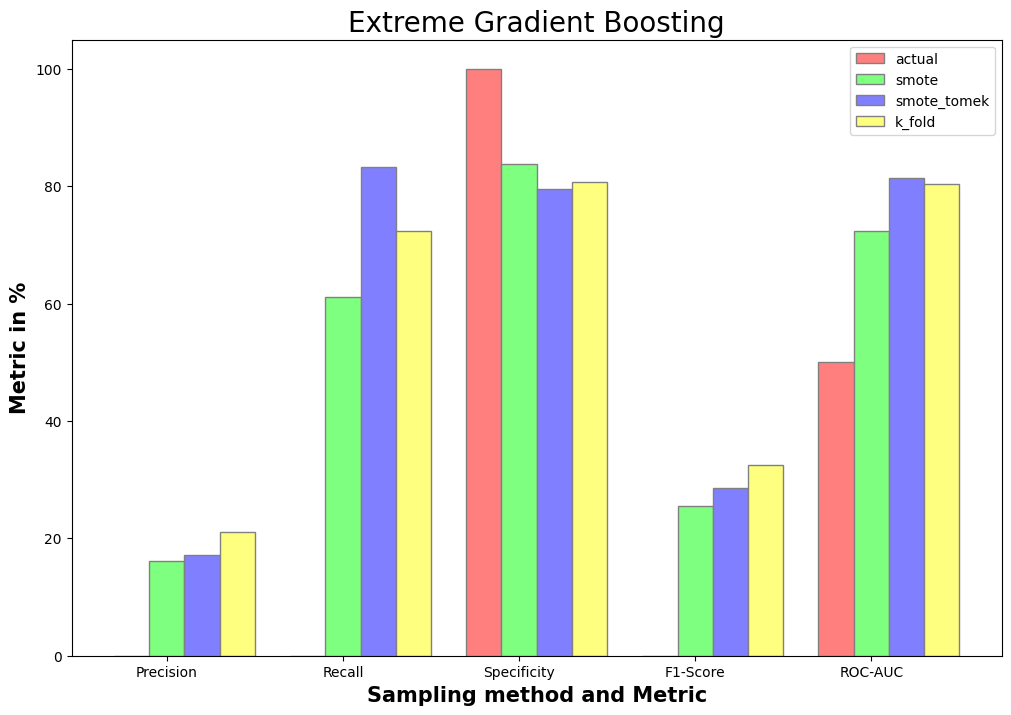 Extreme Gradient Boosting
actual
smote
smote_tomek
k_fold
Metric in %
100
80
60
40
20
0
Precision Recall Specificity F1-Score ROC-AUC
Sampling method and Metric